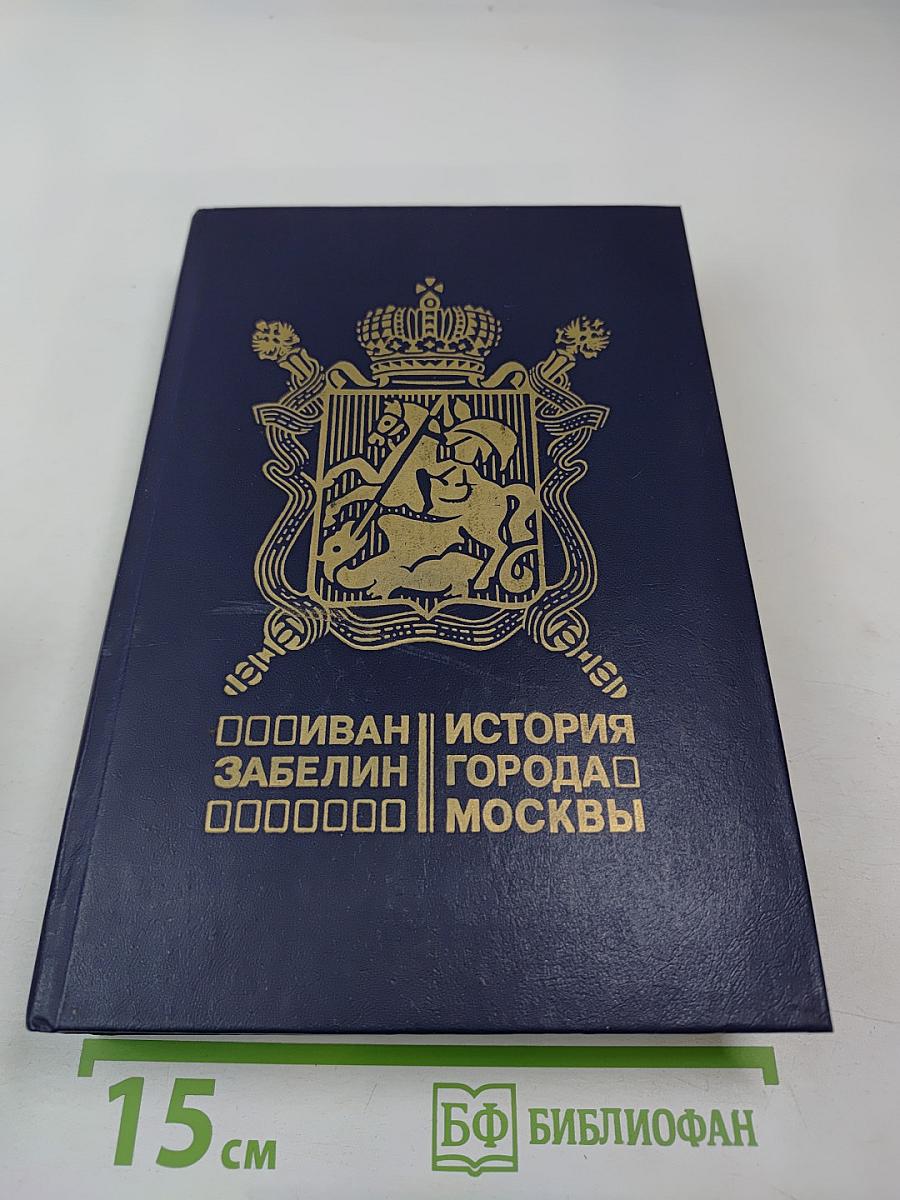 □□□ИВАН
ЗАБЕЛИН
□□□□□□□
ИСТОРИЯ
ГОРОДА□
МОСКВЫ
15 см
БФ БИБЛИОФАН